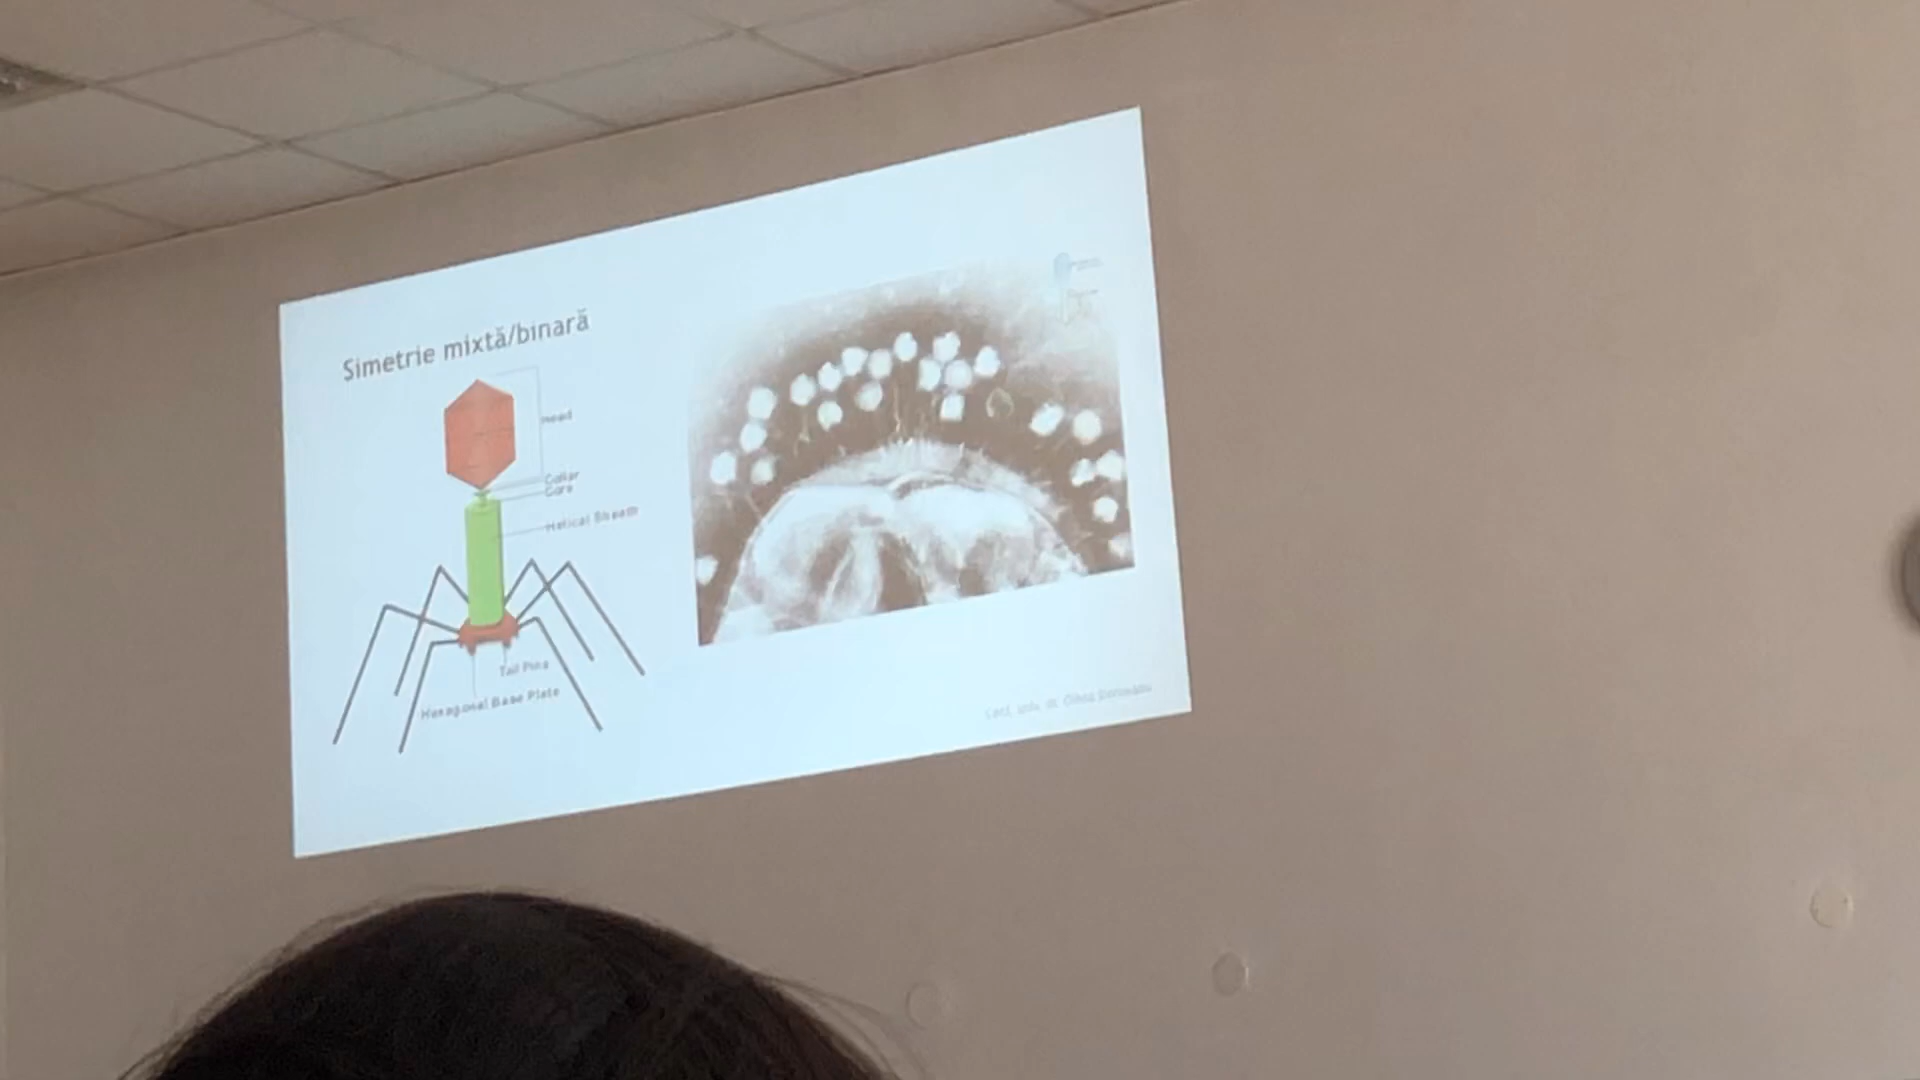 Simetrie mixtă/binară
Head
Collar
Core
Helical Sheath
Tail Pins
Hexagonal Base Plate